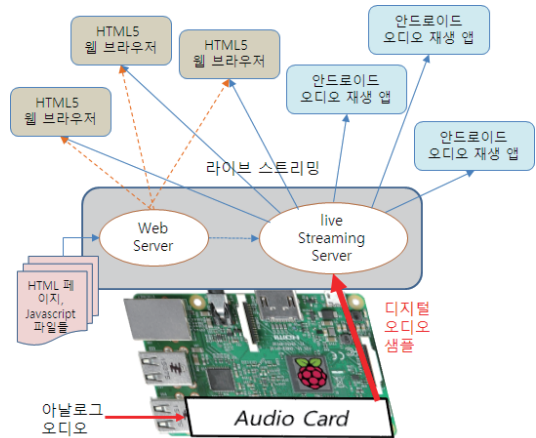 HTML5
웹 브라우저
HTML5
웹 브라우저
HTML5
웹 브라우저
안드로이드
오디오 재생 앱
안드로이드
오디오 재생 앱
안드로이드
오디오 재생 앱
라이브 스트리밍
Web
Server
live
Streaming
Server
HTML 페
이지,
Javascript
파일들
디지털
오디오
샘플
아날로그
오디오
Audio Card